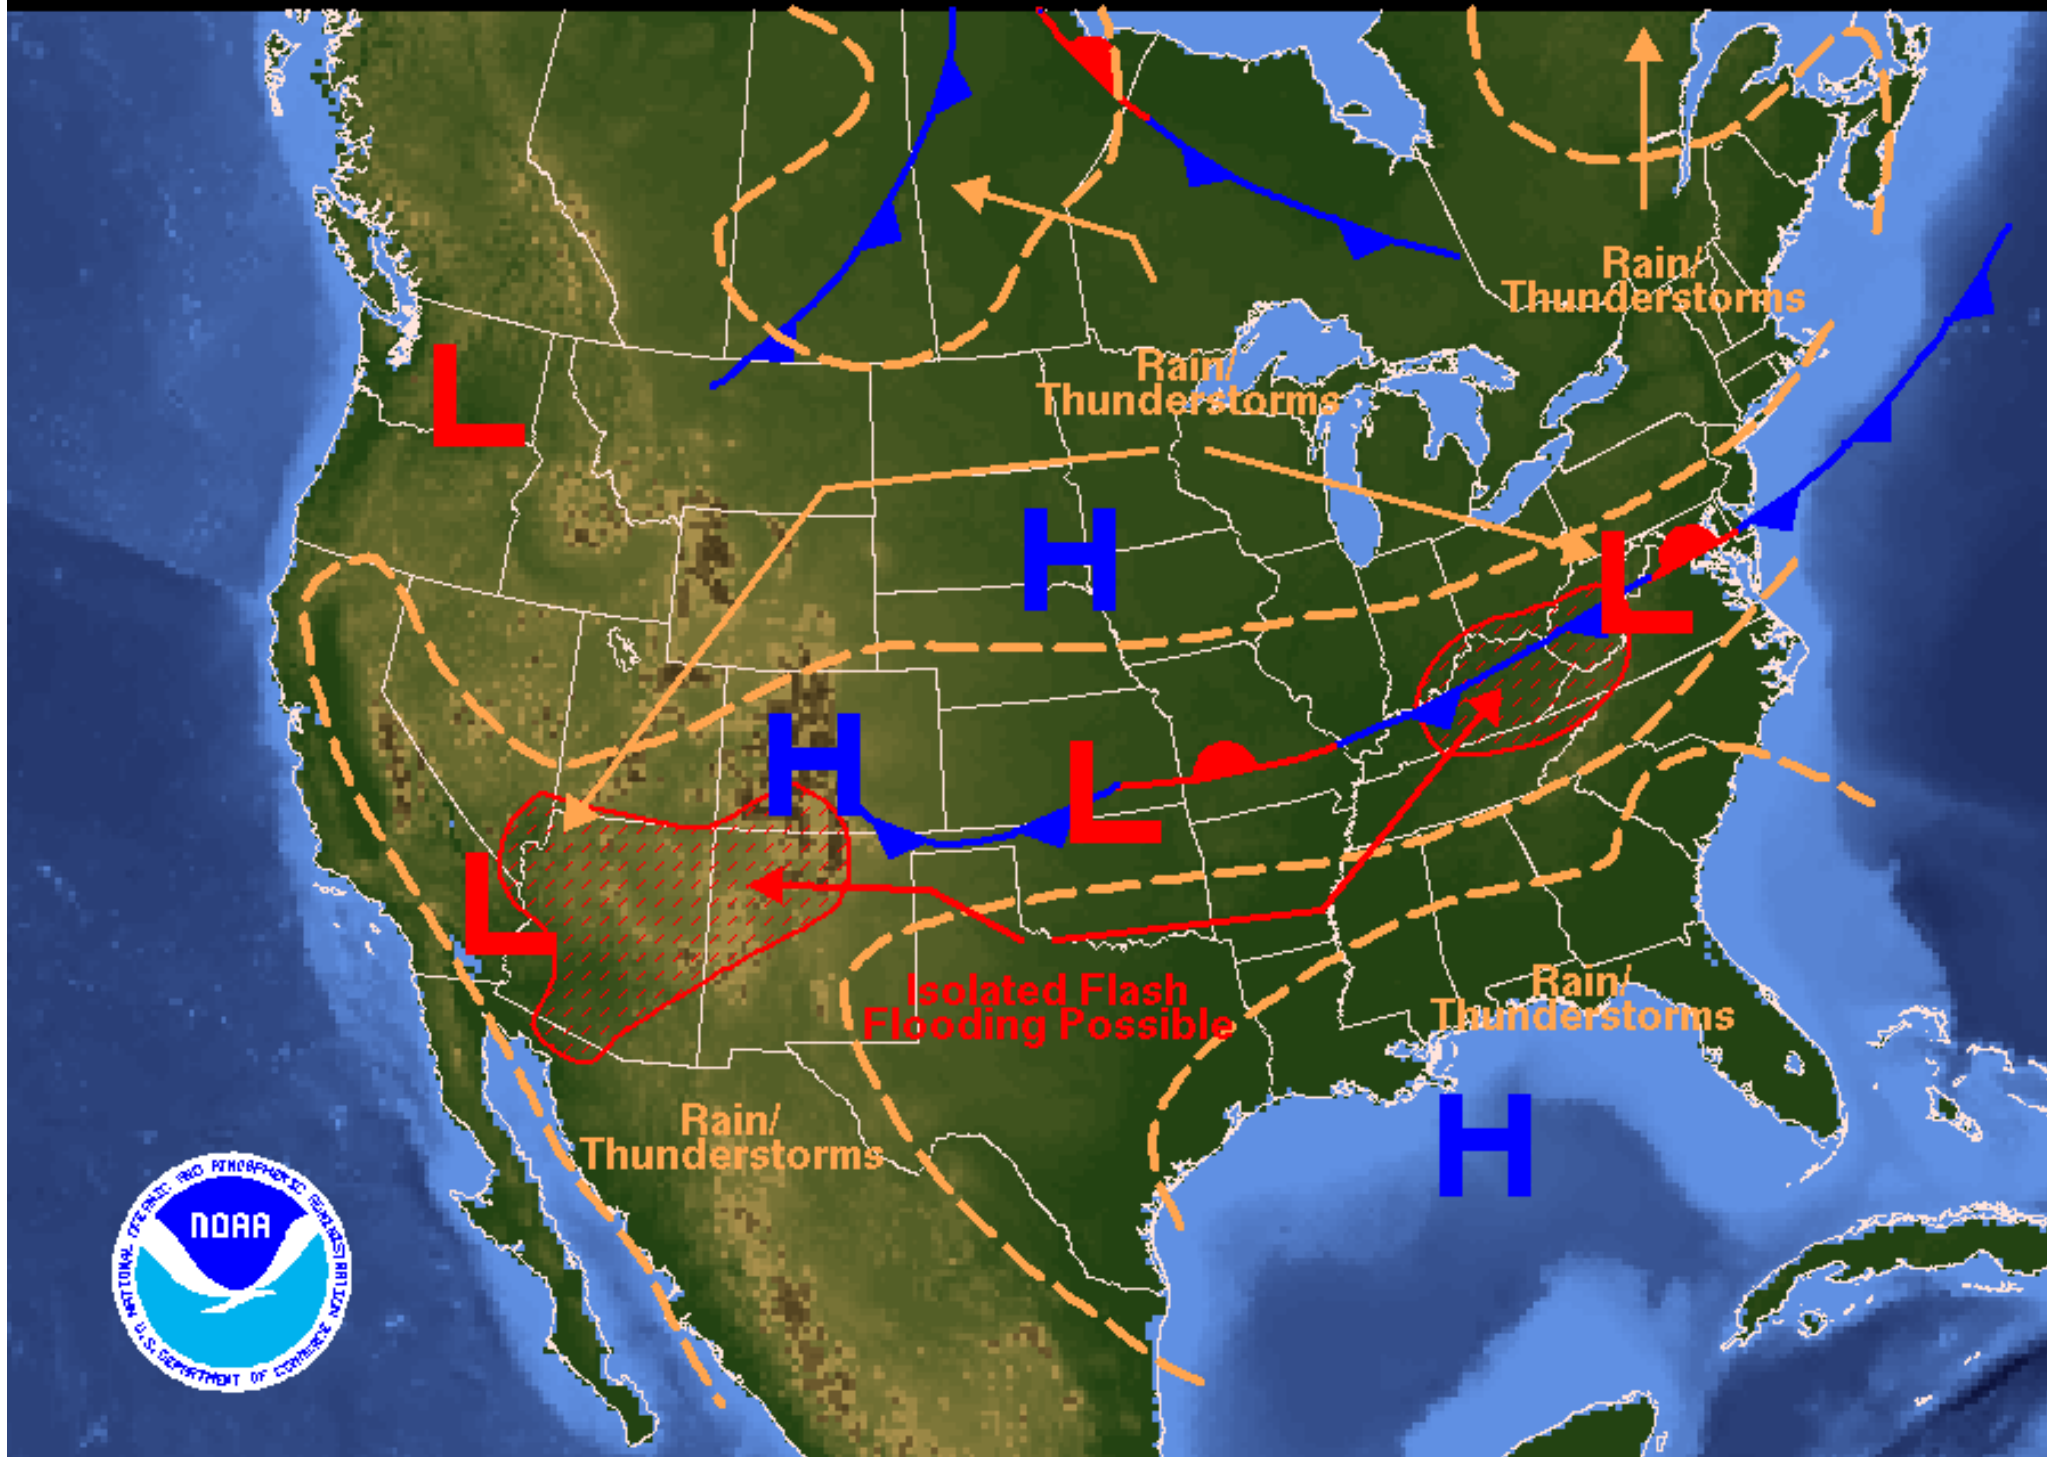 Rain/
Thunderstorms
Rain/
Thunderstorms
L
H
L
H
L
L
Isolated Flash
Flooding Possible
Rain/
Thunderstorms
H
Rain/
Thunderstorms
NATIONAL OCEANIC AND ATMOSPHERIC ADMINISTRATION
NOAA
U.S. DEPARTMENT OF COMMERCE